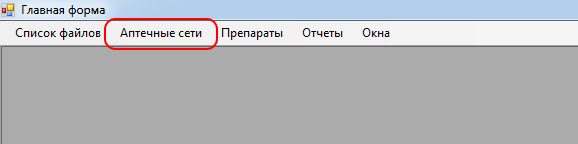 Главная форма
Список файлов Аптечные сети Препараты Отчеты Окна